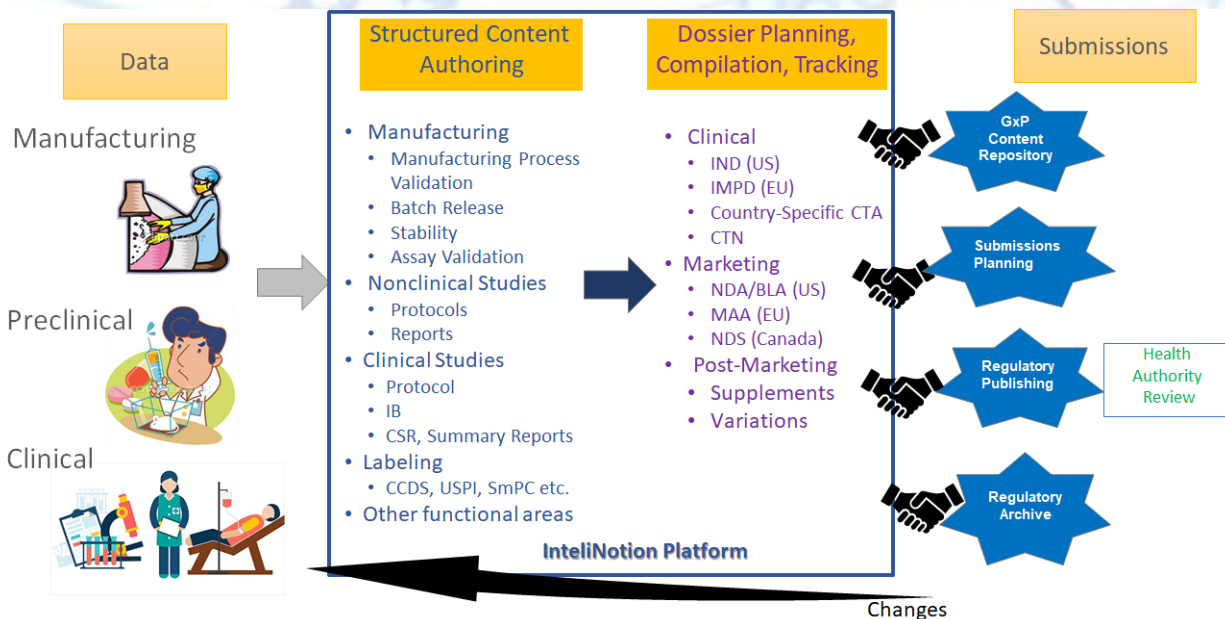 Data
Manufacturing
Preclinical
Clinical
Structured Content
Authoring
• Manufacturing
• Manufacturing Process
Validation
• Batch Release
• Stability
• Assay Validation
• Nonclinical Studies
• Protocols
• Reports
• Clinical Studies
• Protocol
• IB
• CSR, Summary Reports
• Labeling
• CCDS, USPI, SmPC etc.
• Other functional areas
Dossier Planning,
Compilation, Tracking
• Clinical
• IND (US)
• IMPD (EU)
• Country-Specific CTA
• CTN
• Marketing
• NDA/BLA (US)
• MAA (EU)
• NDS (Canada)
• Post-Marketing
• Supplements
• Variations
InteliNotion Platform
Submissions
GxP
Content
Repository
Submissions
Planning
Regulatory
Publishing
Health
Authority
Review
Regulatory
Archive
Changes